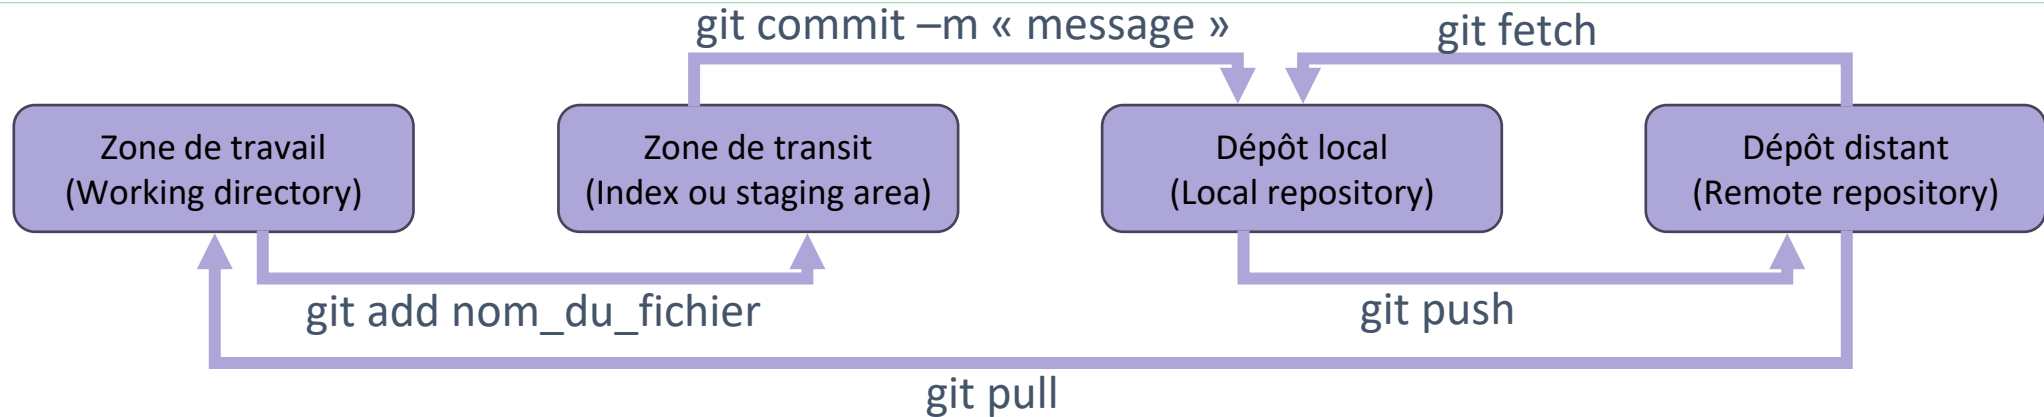 git commit –m « message »
git fetch
Zone de travail
(Working directory)
Zone de transit
(Index ou staging area)
Dépôt local
(Local repository)
Dépôt distant
(Remote repository)
git add nom_du_fichier
git push
git pull